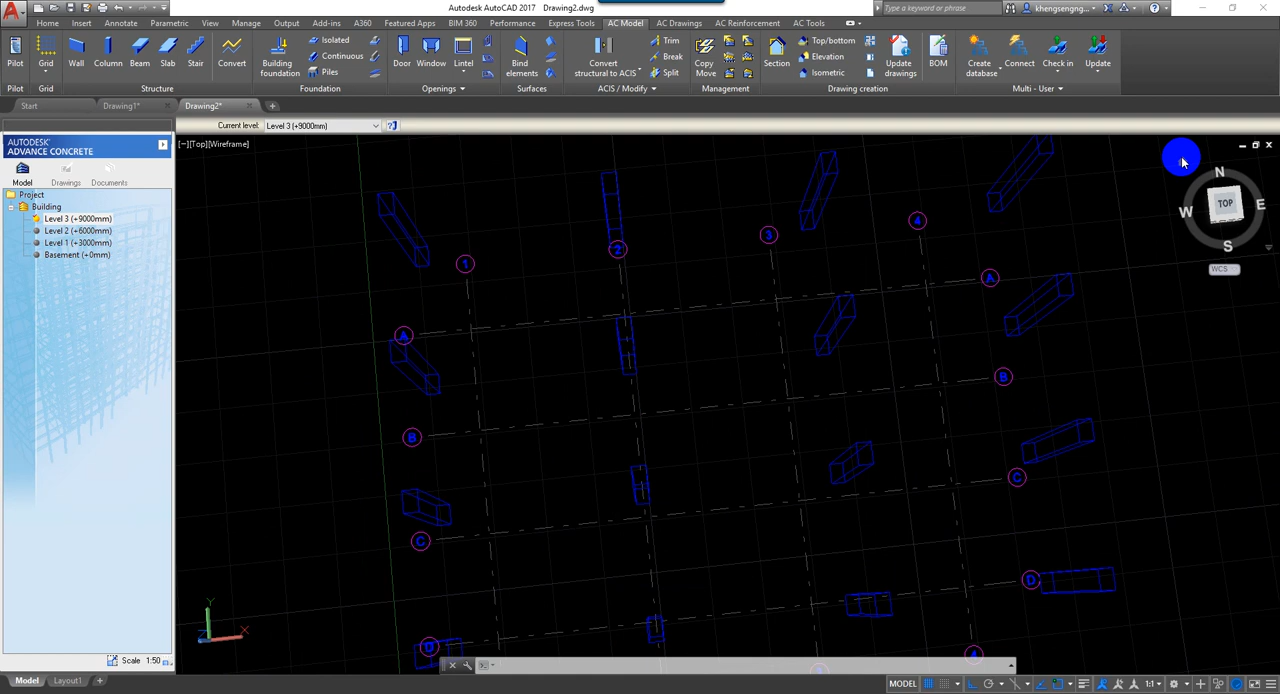 Autodesk AutoCAD 2017 Drawing2.dwg
Type a keyword or phrase
khengsengng...
Home Insert Annotate Parametric View Manage Output Add-ins A360 Featured Apps BIM 360 Performance Express Tools AC Model AC Drawings AC Reinforcement AC Tools
Isolated Trim Top/bottom
Continuous Break Elevation
Piles Split Isometric
Pilot Grid Wall Column Beam Slab Stair Convert Building foundation Door Window Lintel Bind elements Convert structural to ACIS Copy Move Section Update drawings BOM Create database Connect Check in Update
Pilot Grid Structure Foundation Openings Surfaces ACIS / Modify Management Drawing creation Multi - User
Start Drawing1* Drawing2*
Current level: Level 3 (+9000mm)
AUTODESK'
ADVANCE CONCRETE
Model Drawings Documents
Project
Building
Level 3 (+9000mm)
Level 2 (+6000mm)
Level 1 (+3000mm)
Basement (+0mm)
Scale 1:50
[−][Top][Wireframe]
N
W TOP E
S
WCS
1 2 3 4
A A
B B
C C
D D
4
Y
X
Z
Model Layout1 +
MODEL 1:1